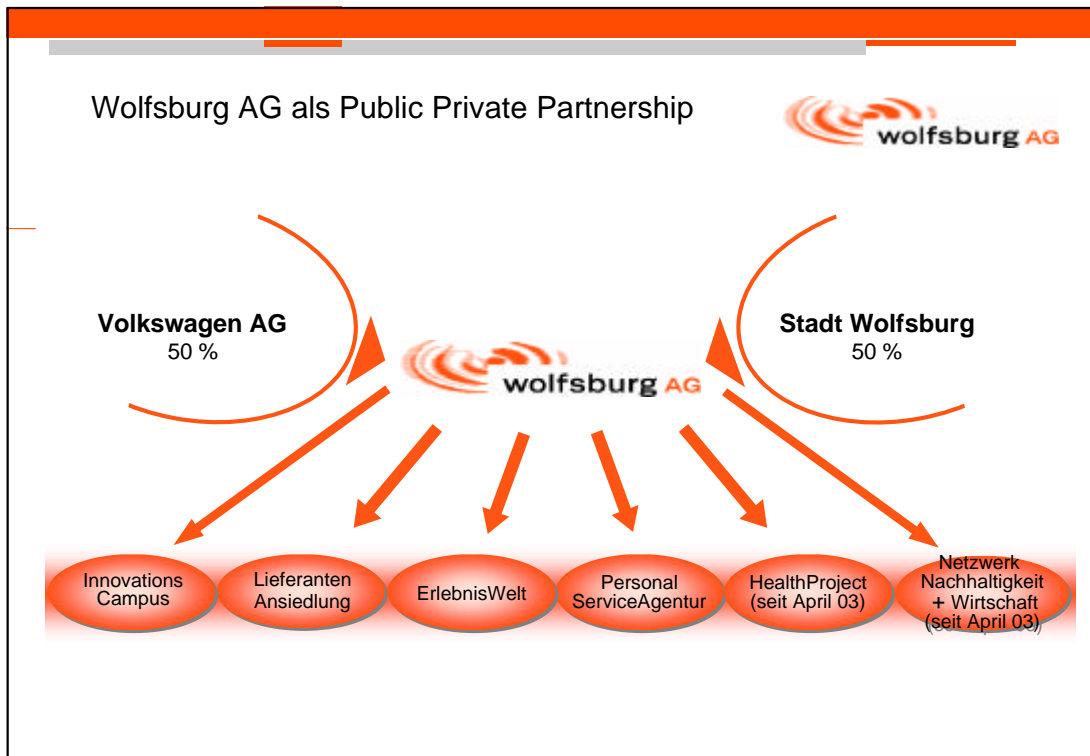 Wolfsburg AG als Public Private Partnership
wolfsburg AG
Volkswagen AG
50 %
Stadt Wolfsburg
50 %
wolfsburg AG
Innovations
Campus
Lieferanten
Ansiedlung
ErlebnisWelt
Personal
ServiceAgentur
HealthProject
(seit April 03)
Netzwerk
Nachhaltigkeit
+ Wirtschaft
(seit April 03)